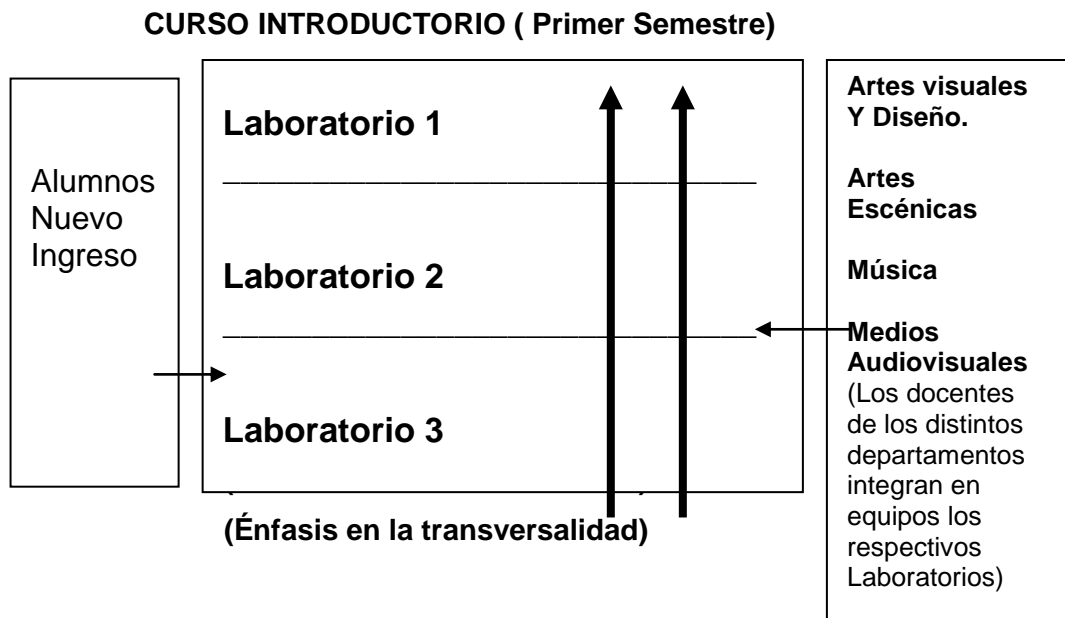 CURSO INTRODUCTORIO ( Primer Semestre)
Alumnos
Nuevo
Ingreso
Laboratorio 1
Laboratorio 2
Laboratorio 3
(Énfasis en la transversalidad)
Artes visuales
Y Diseño.
Artes
Escénicas
Música
Medios
Audiovisuales
(Los docentes
de los distintos
departamentos
integran en
equipos los
respectivos
Laboratorios)